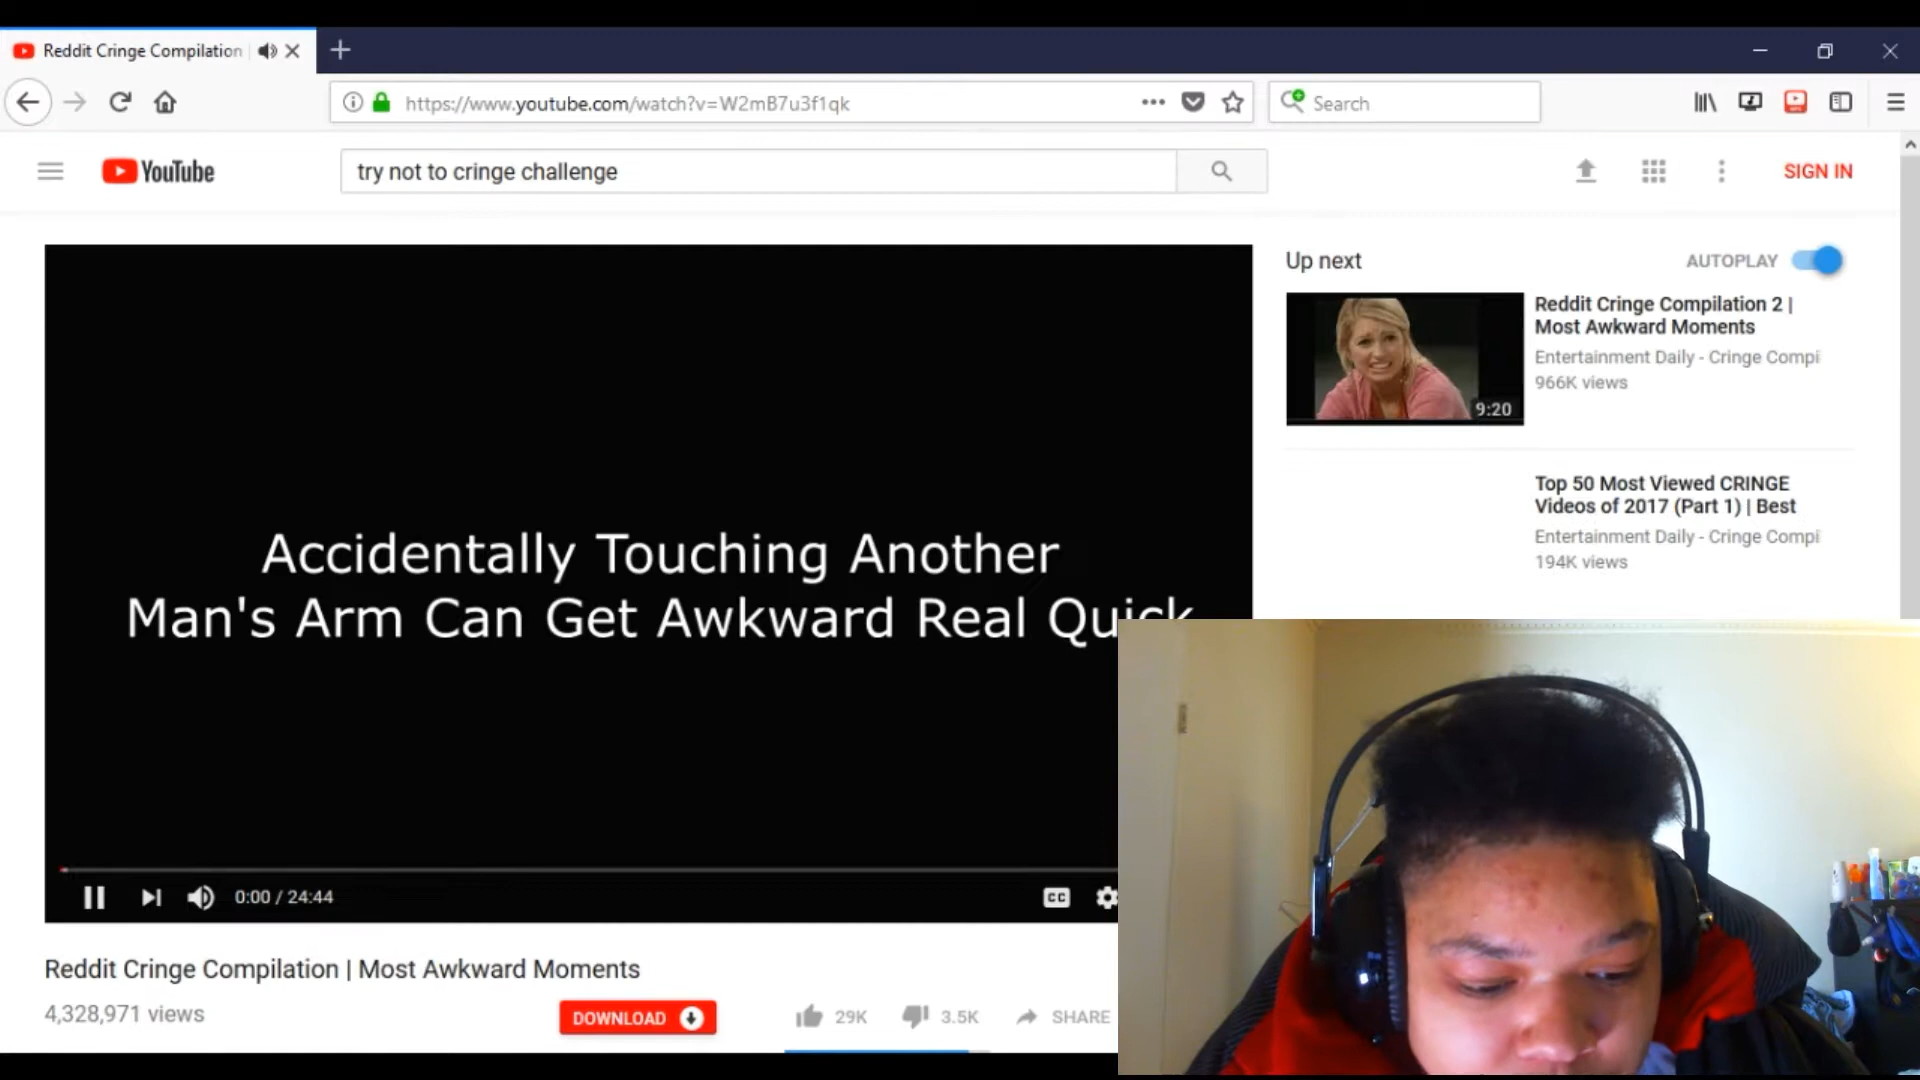 Reddit Cringe Compilation
https://www.youtube.com/watch?v=W2mB7u3f1qk
Search
YouTube
try not to cringe challenge
SIGN IN
Accidentally Touching Another
Man's Arm Can Get Awkward Real Quick
0:00 / 24:44
CC
Reddit Cringe Compilation | Most Awkward Moments
4,328,971 views
DOWNLOAD
29K
3.5K
SHARE
Up next
AUTOPLAY
9:20
Reddit Cringe Compilation 2 |
Most Awkward Moments
Entertainment Daily - Cringe Compi
966K views
Top 50 Most Viewed CRINGE
Videos of 2017 (Part 1) | Best
Entertainment Daily - Cringe Compi
194K views